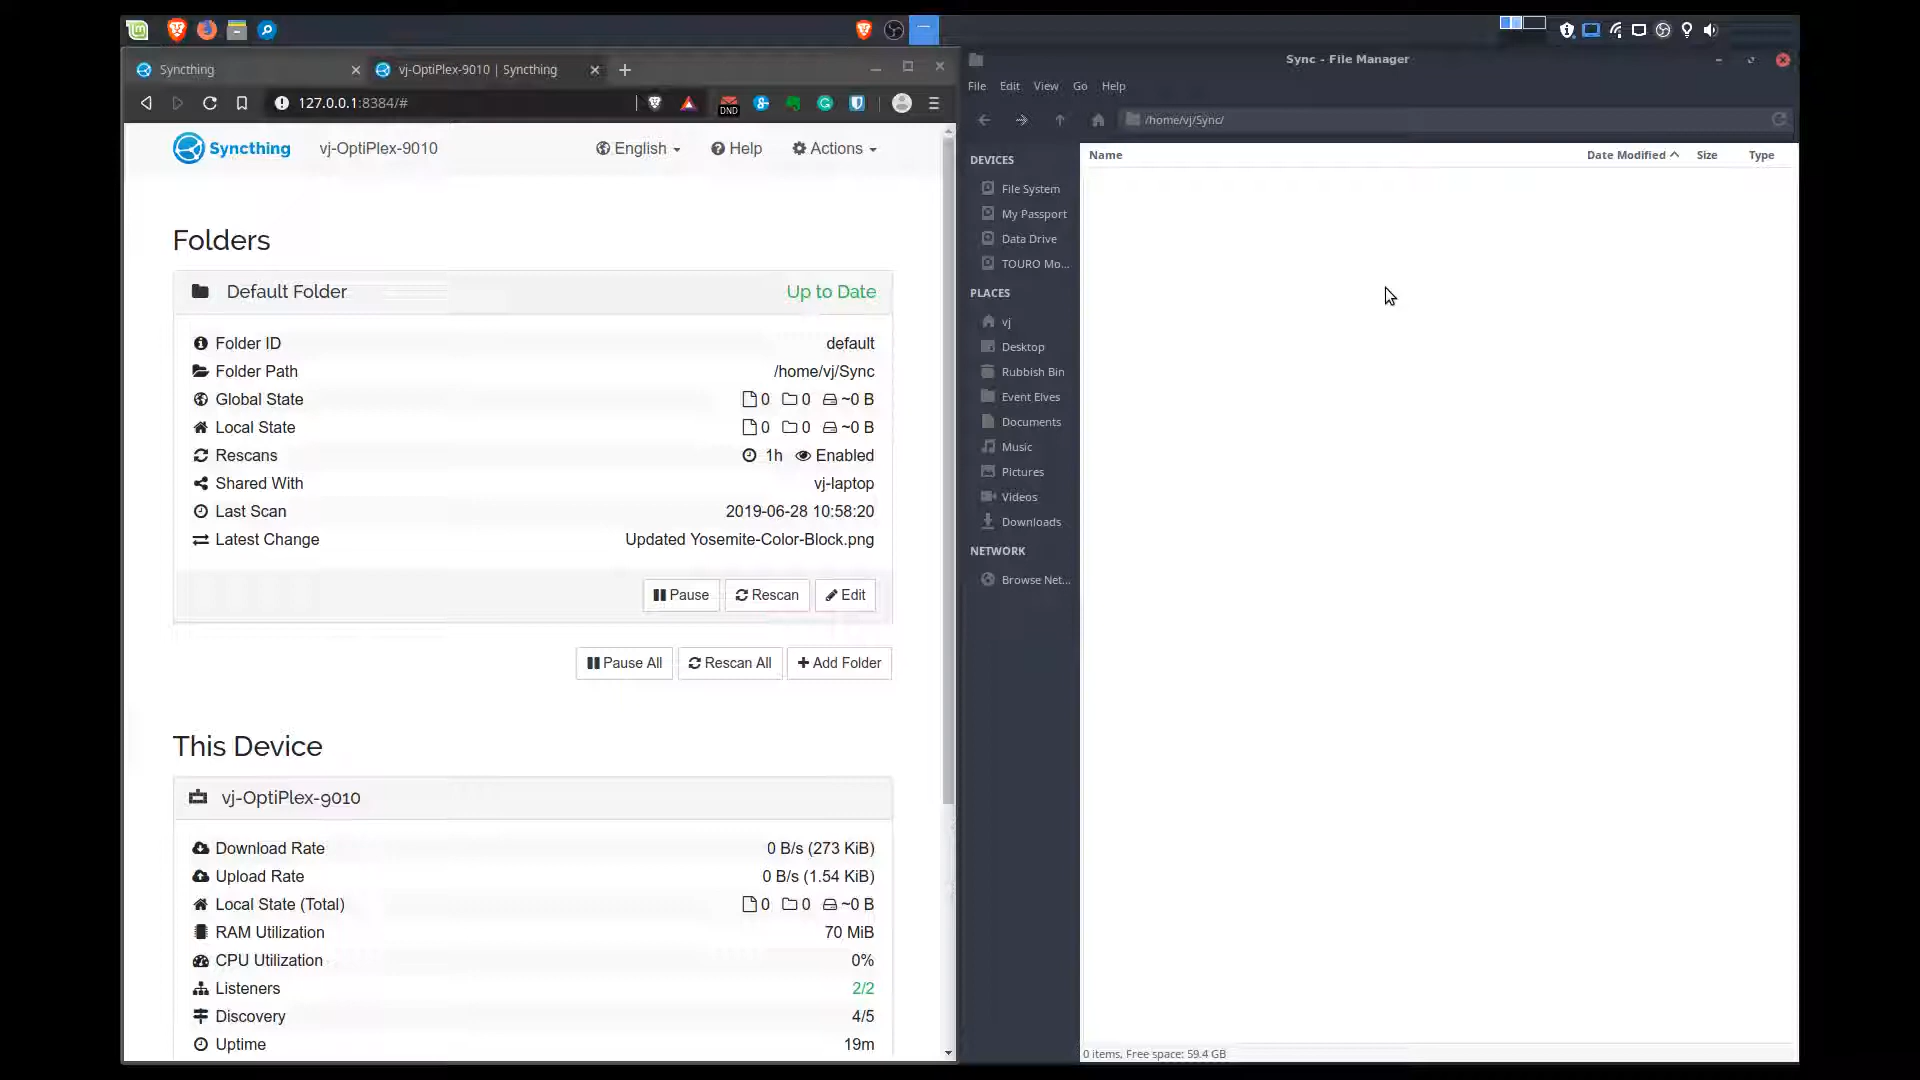 Syncthing
vj-OptiPlex-9010 | Syncthing
127.0.0.1:8384/#
DND
Syncthing
vj-OptiPlex-9010
English
Help
Actions
Folders
Default Folder
Up to Date
Folder ID
default
Folder Path
/home/vj/Sync
Global State
0 0 ~0 B
Local State
0 0 ~0 B
Rescans
1h Enabled
Shared With
vj-laptop
Last Scan
2019-06-28 10:58:20
Latest Change
Updated Yosemite-Color-Block.png
Pause
Rescan
Edit
Pause All
Rescan All
Add Folder
This Device
vj-OptiPlex-9010
Download Rate
0 B/s (273 KiB)
Upload Rate
0 B/s (1.54 KiB)
Local State (Total)
0 0 ~0 B
RAM Utilization
70 MiB
CPU Utilization
0%
Listeners
2/2
Discovery
4/5
Uptime
19m
Sync - File Manager
File Edit View Go Help
/home/vj/Sync/
DEVICES
File System
My Passport
Data Drive
TOURO Mo...
PLACES
vj
Desktop
Rubbish Bin
Event Elves
Documents
Music
Pictures
Videos
Downloads
NETWORK
Browse Net...
Name
Date Modified
Size
Type
0 items, Free space: 59.4 GB